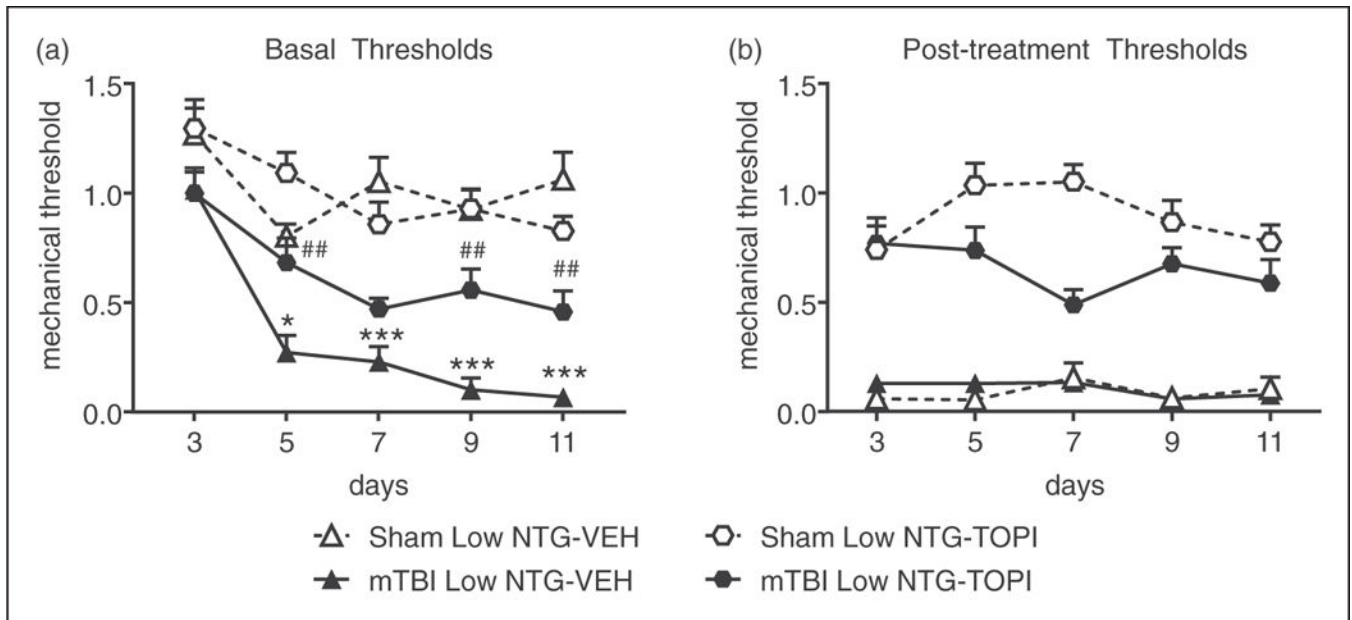 (a) Basal Thresholds
1.5
1.0
0.5
0.0
mechanical threshold
##
##
##
*
***
***
***
3 5 7 9 11
days
(b) Post-treatment Thresholds
1.5
1.0
0.5
0.0
mechanical threshold
3 5 7 9 11
days
Sham Low NTG-VEH
Sham Low NTG-TOPI
mTBI Low NTG-VEH
mTBI Low NTG-TOPI